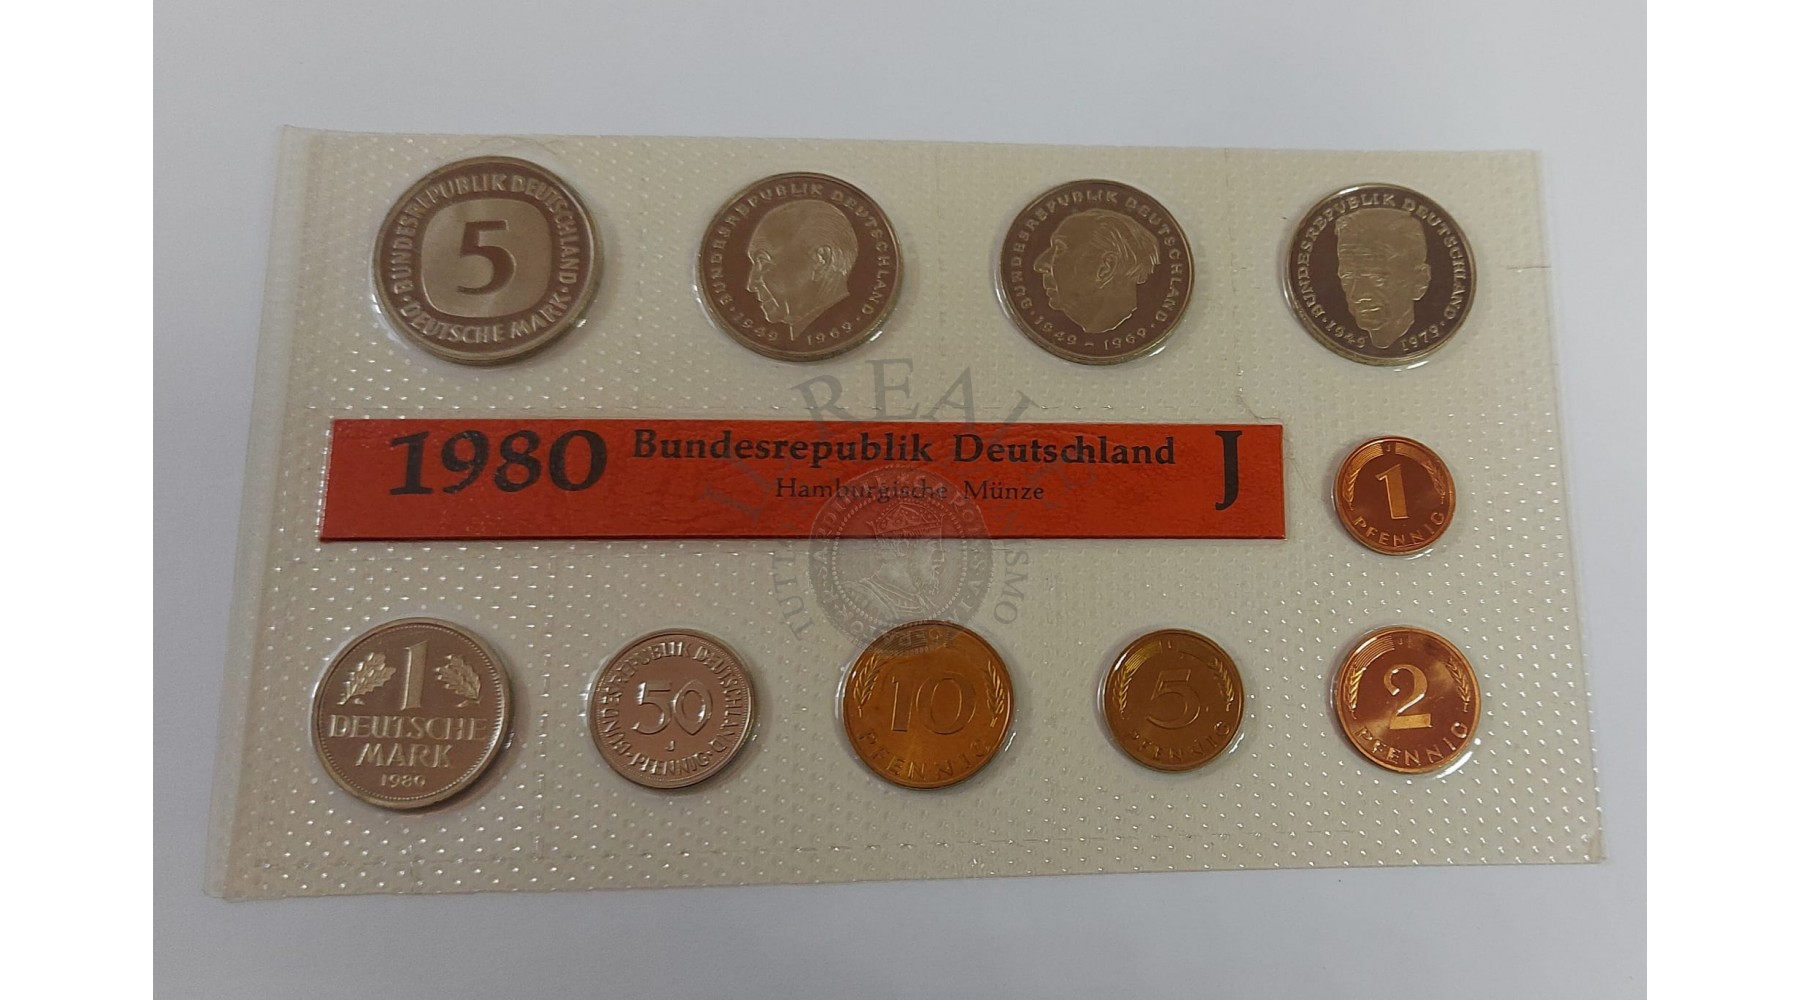 BUNDESREPUBLIK DEUTSCHLAND
5
DEUTSCHE MARK
BUNDESREPUBLIK DEUTSCHLAND
1949 1969
BUNDESREPUBLIK DEUTSCHLAND
1949 - 1969
BUNDESREPUBLIK DEUTSCHLAND
1949 1979
1980 Bundesrepublik Deutschland J
Hamburgische Münze
J
1
PFENNIG
1
DEUTSCHE
MARK
1980
BUNDESREPUBLIK DEUTSCHLAND
50
J
PFENNIG
10
PFENNIG
5
PFENNIG
J
2
PFENNIG